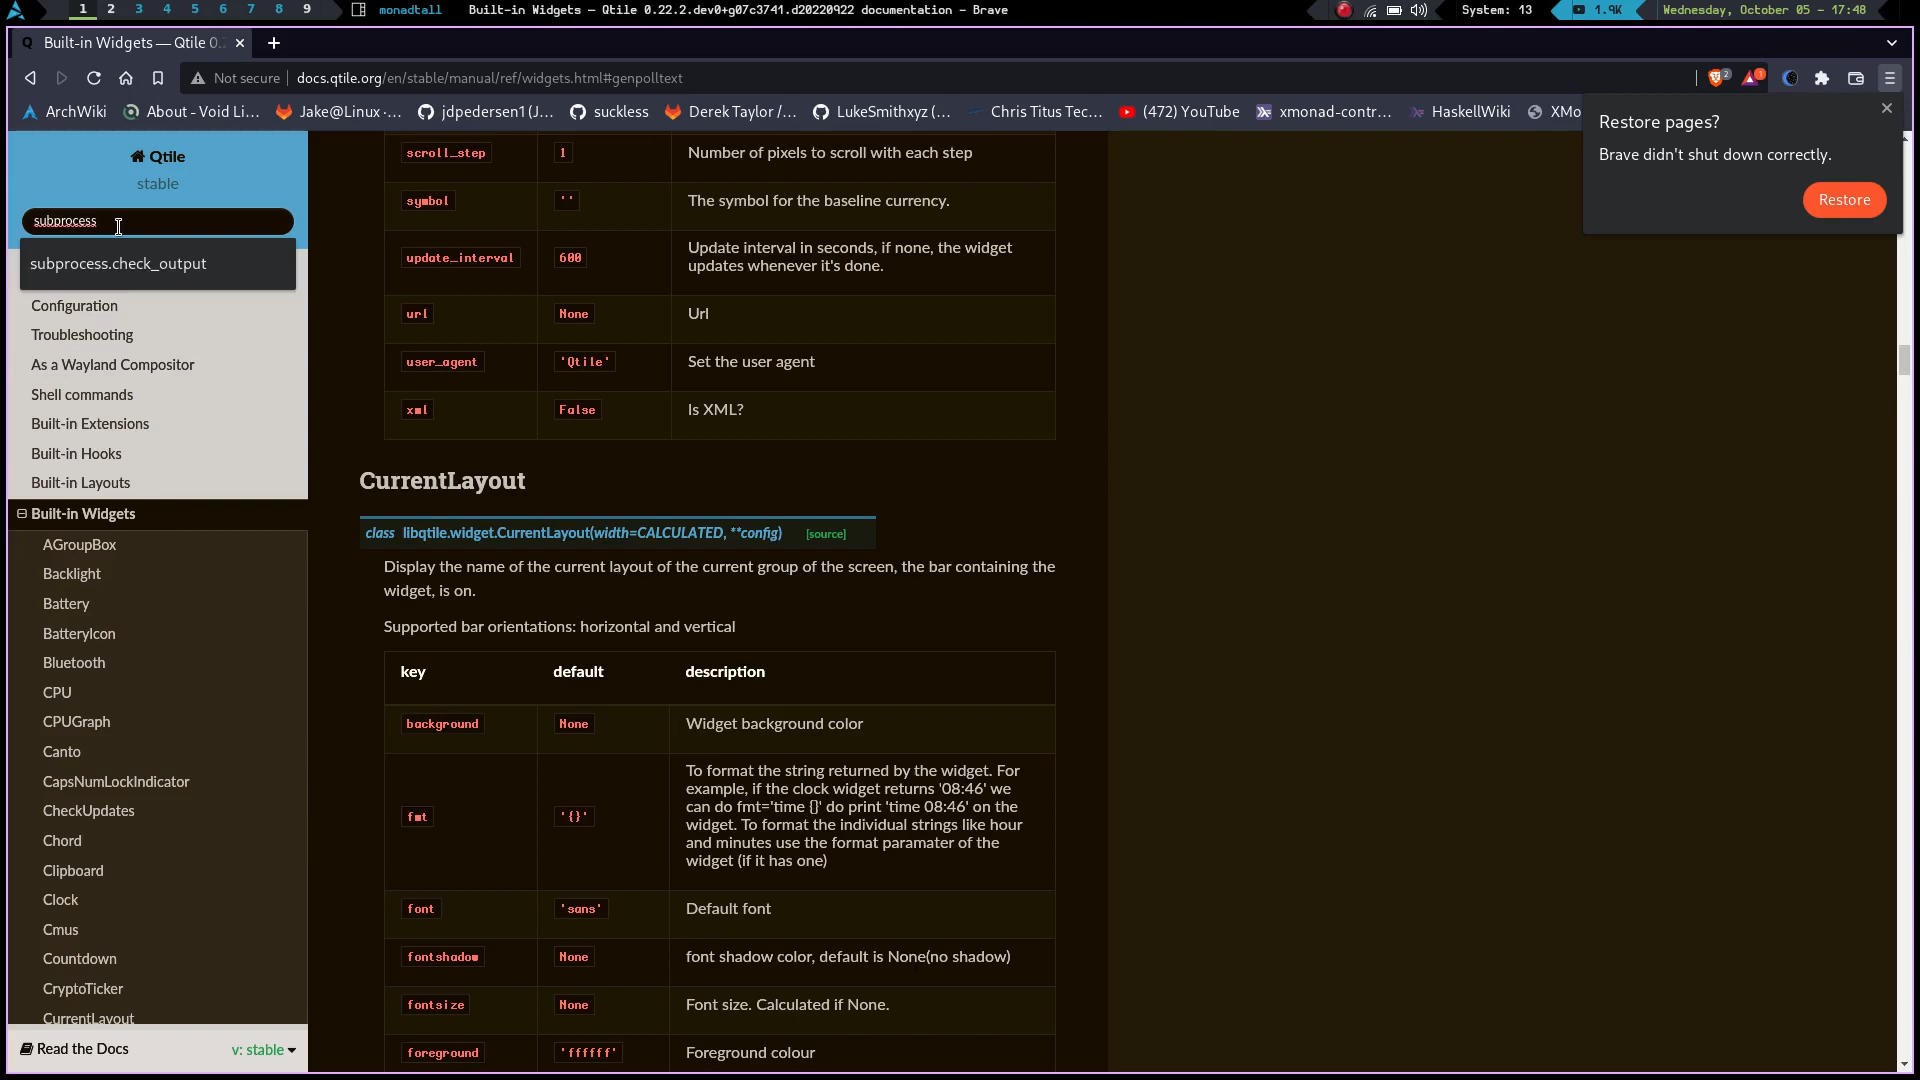 1 2 3 4 5 6 7 8 9 monadtall Built-in Widgets — Qtile 0.22.2.dev0+g07c3741.d20220922 documentation - Brave System: 13 1.9K Wednesday, October 05 - 17:48
Built-in Widgets — Qtile 0.
Not secure docs.qtile.org/en/stable/manual/ref/widgets.html#genpolltext 2 1
ArchWiki About - Void Li... Jake@Linux ·... jdpedersen1 (J... suckless Derek Taylor /... LukeSmithxyz (... Chris Titus Tec... (472) YouTube xmonad-contr... HaskellWiki XMo
Restore pages?
Brave didn't shut down correctly.
Restore
Qtile
stable
subprocess
subprocess.check_output
Configuration
Troubleshooting
As a Wayland Compositor
Shell commands
Built-in Extensions
Built-in Hooks
Built-in Layouts
Built-in Widgets
AGroupBox
Backlight
Battery
BatteryIcon
Bluetooth
CPU
CPUGraph
Canto
CapsNumLockIndicator
CheckUpdates
Chord
Clipboard
Clock
Cmus
Countdown
CryptoTicker
CurrentLayout
Read the Docs v: stable
scroll_step 1 Number of pixels to scroll with each step
symbol '' The symbol for the baseline currency.
update_interval 600 Update interval in seconds, if none, the widget
updates whenever it's done.
url None Url
user_agent 'Qtile' Set the user agent
xml False Is XML?
CurrentLayout
class libqtile.widget.CurrentLayout(width=CALCULATED, **config) [source]
Display the name of the current layout of the current group of the screen, the bar containing the
widget, is on.
Supported bar orientations: horizontal and vertical
key default description
background None Widget background color
fmt '{}' To format the string returned by the widget. For
example, if the clock widget returns '08:46' we
can do fmt='time {}' do print 'time 08:46' on the
widget. To format the individual strings like hour
and minutes use the format paramater of the
widget (if it has one)
font 'sans' Default font
fontshadow None font shadow color, default is None(no shadow)
fontsize None Font size. Calculated if None.
foreground 'ffffff' Foreground colour